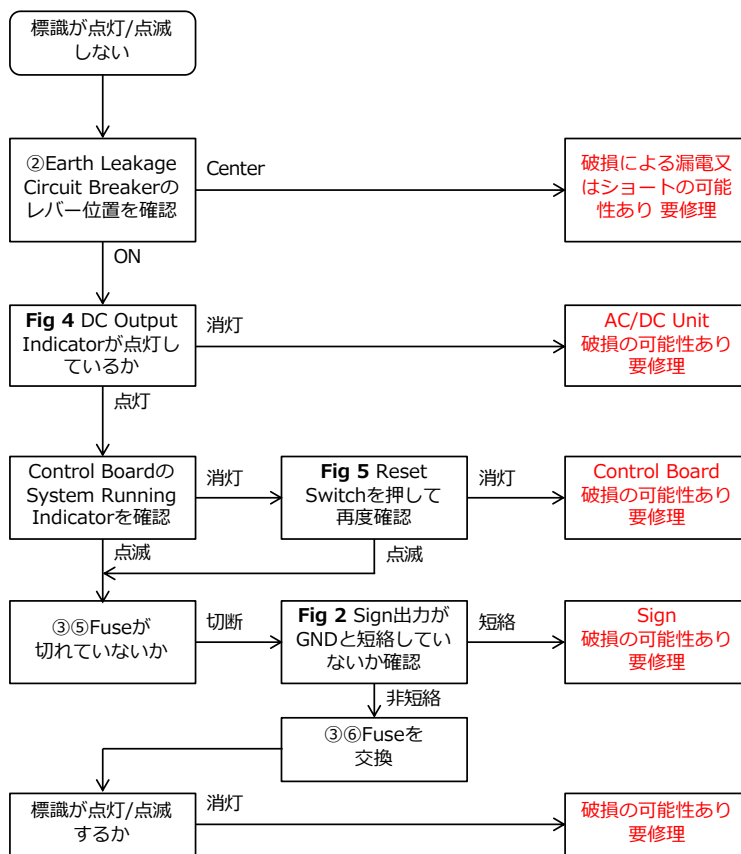 標識が点灯/点滅
しない
②Earth Leakage
Circuit Breakerの
レバー位置を確認
Center
破損による漏電又
はショートの可能
性あり 要修理
ON
Fig 4 DC Output
Indicatorが点灯し
ているか
消灯
AC/DC Unit
破損の可能性あり
要修理
点灯
Control Boardの
System Running
Indicatorを確認
消灯
Fig 5 Reset
Switchを押して
再度確認
消灯
Control Board
破損の可能性あり
要修理
点滅
点滅
③⑤Fuseが
切れていないか
切断
Fig 2 Sign出力が
GNDと短絡してい
ないか確認
短絡
Sign
破損の可能性あり
要修理
非短絡
③⑥Fuseを
交換
標識が点灯/点滅
するか
消灯
破損の可能性あり
要修理